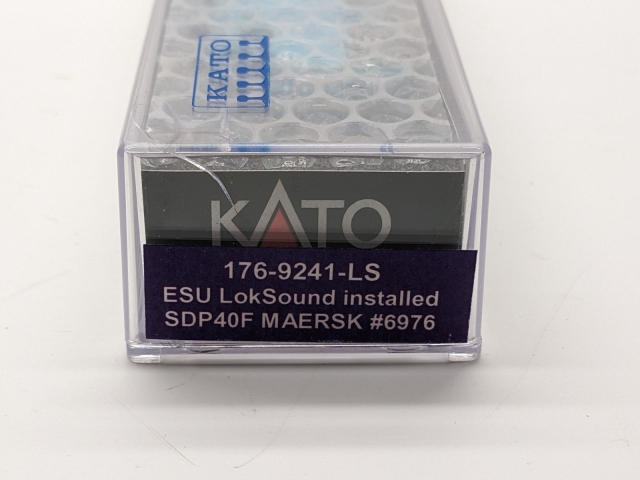 KATO
KATO
176-9241-LS
ESU LokSound installed
SDP40F MAERSK #6976